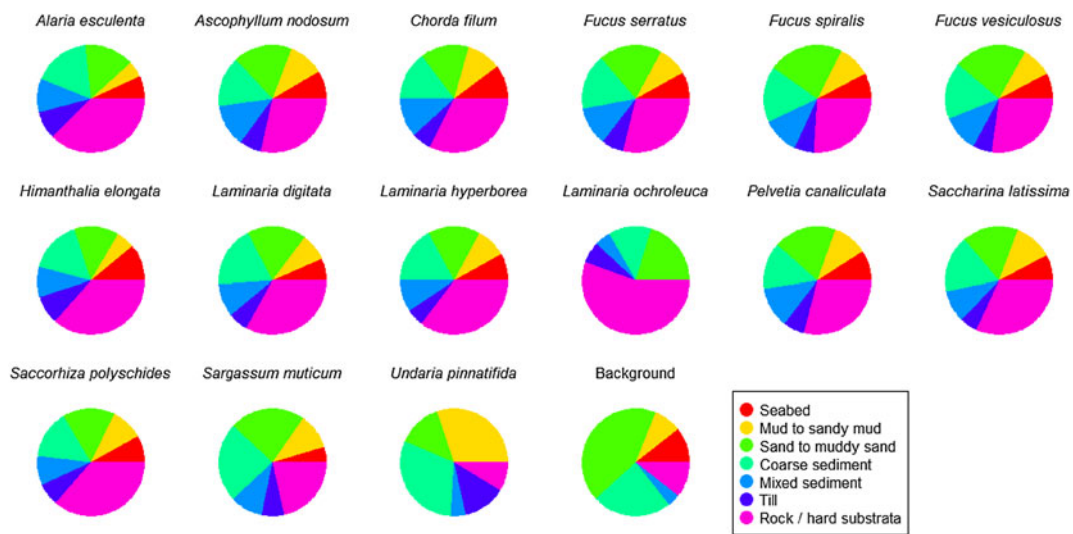 Alaria esculenta
Ascophyllum nodosum
Chorda filum
Fucus serratus
Fucus spiralis
Fucus vesiculosus
Himanthalia elongata
Laminaria digitata
Laminaria hyperborea
Laminaria ochroleuca
Pelvetia canaliculata
Saccharina latissima
Saccorhiza polyschides
Sargassum muticum
Undaria pinnatifida
Background
Seabed
Mud to sandy mud
Sand to muddy sand
Coarse sediment
Mixed sediment
Till
Rock / hard substrata